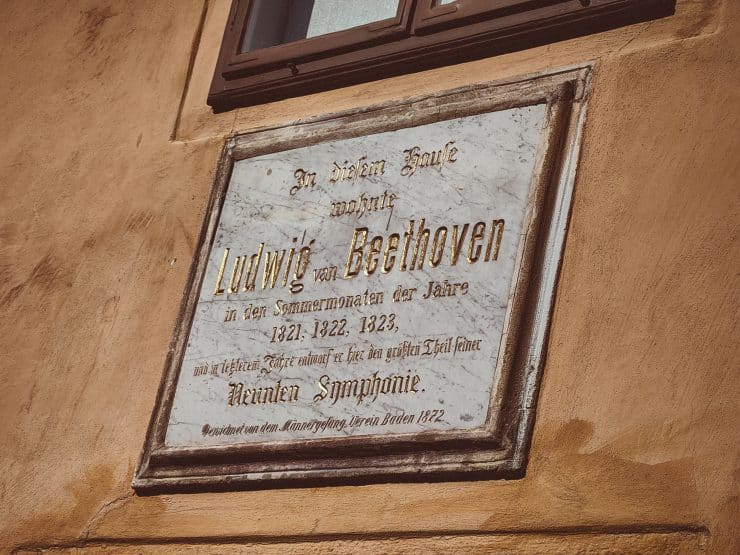 In diesem Hause
wohnte
Ludwig van Beethoven
in den Sommermonaten der Jahre
1821, 1822, 1823,
und in letzterem Jahre entwarf er hier den größten Theil seiner
Neunten Symphonie.
Gewidmet von dem Männergesang Verein Baden 1872.